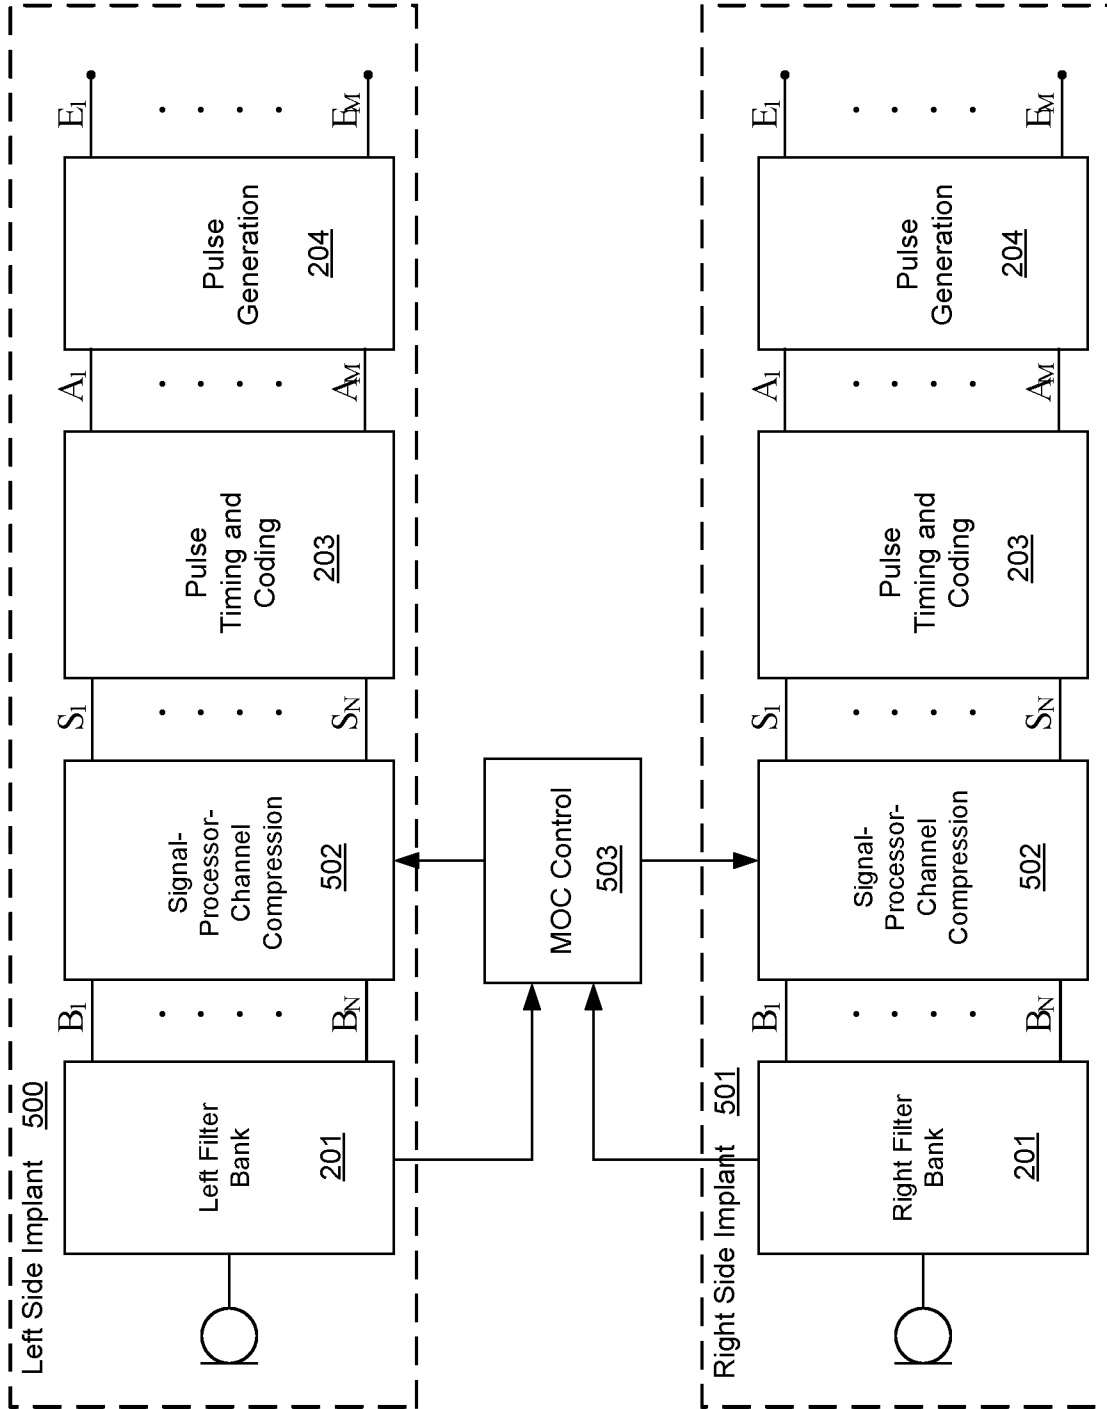 Left Side Implant 500
Left Filter
Bank
201
B1
BN
Signal-
Processor-
Channel
Compression
502
S1
SN
Pulse
Timing and
Coding
203
A1
AM
Pulse
Generation
204
E1
EM
MOC Control
503
Right Side Implant 501
Right Filter
Bank
201
B1
BN
Signal-
Processor-
Channel
Compression
502
S1
SN
Pulse
Timing and
Coding
203
A1
AM
Pulse
Generation
204
E1
EM